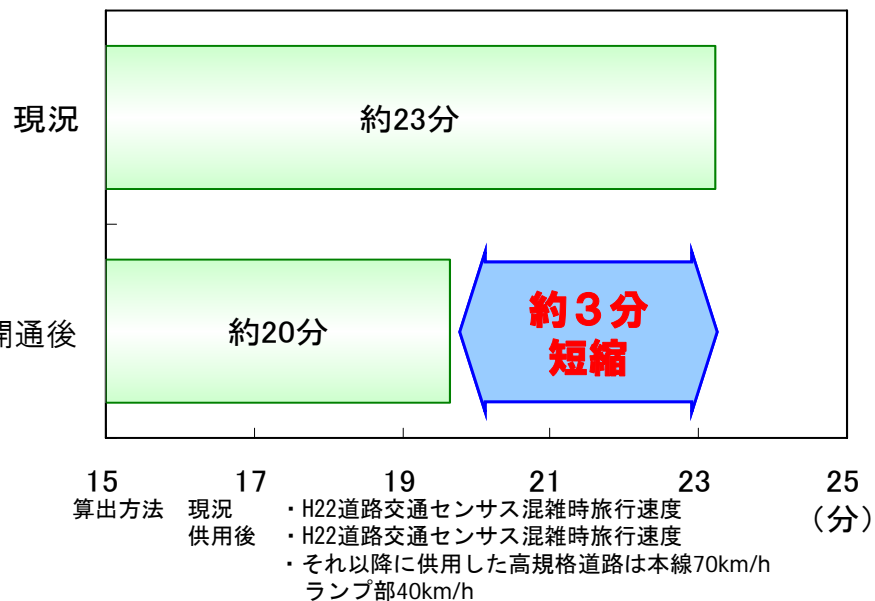 現況
約23分
開通後
約20分
約３分
短縮
15 17 19 21 23 25
(分)
算出方法 現況 ・H22道路交通センサス混雑時旅行速度
供用後 ・H22道路交通センサス混雑時旅行速度
・それ以降に供用した高規格道路は本線70km/h
ランプ部40km/h